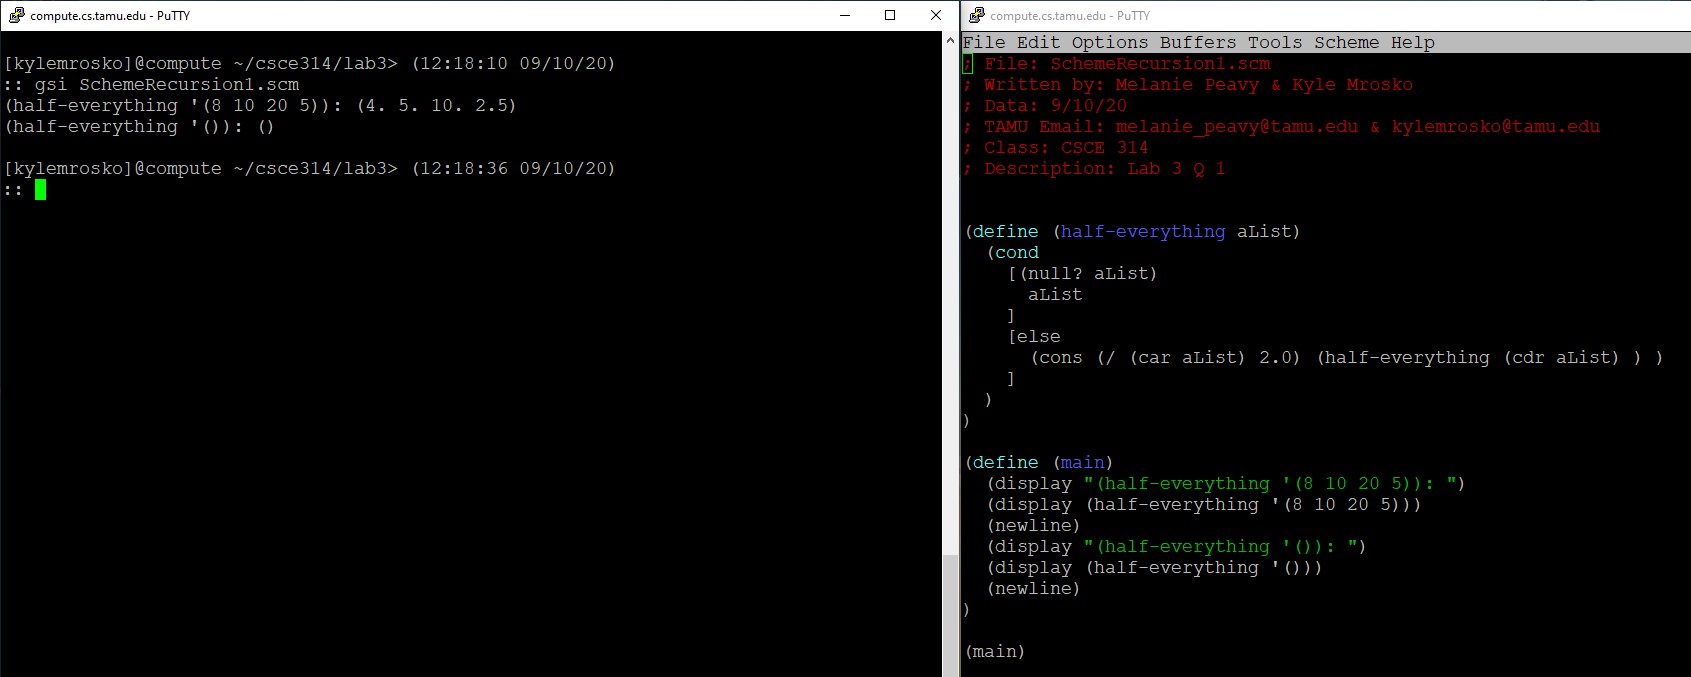 compute.cs.tamu.edu - PuTTY
[kylemrosko]@compute ~/csce314/lab3> (12:18:10 09/10/20)
:: gsi SchemeRecursion1.scm
(half-everything '(8 10 20 5)): (4. 5. 10. 2.5)
(half-everything '()): ()
[kylemrosko]@compute ~/csce314/lab3> (12:18:36 09/10/20)
::
compute.cs.tamu.edu - PuTTY
File Edit Options Buffers Tools Scheme Help
; File: SchemeRecursion1.scm
; Written by: Melanie Peavy & Kyle Mrosko
; Data: 9/10/20
; TAMU Email: melanie_peavy@tamu.edu & kylemrosko@tamu.edu
; Class: CSCE 314
; Description: Lab 3 Q 1
(define (half-everything aList)
  (cond
    [(null? aList)
      aList
    ]
    [else
      (cons (/ (car aList) 2.0) (half-everything (cdr aList) ) )
    ]
  )
)
(define (main)
  (display "(half-everything '(8 10 20 5)): ")
  (display (half-everything '(8 10 20 5)))
  (newline)
  (display "(half-everything '()): ")
  (display (half-everything '()))
  (newline)
)
(main)